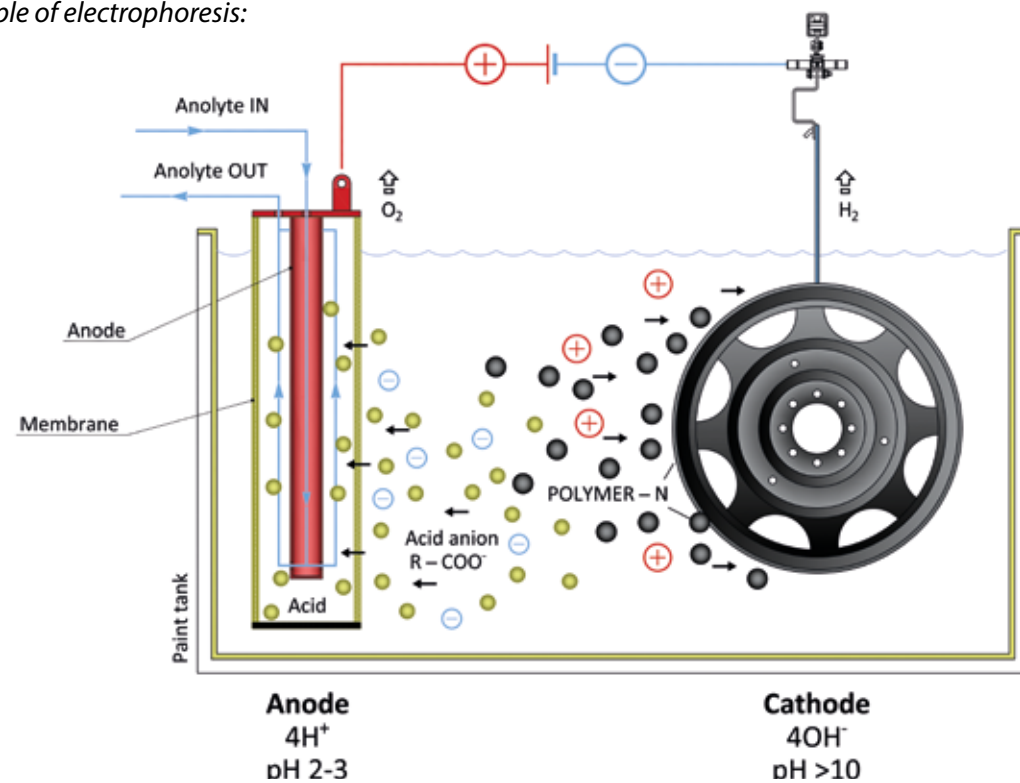 ple of electrophoresis:
+
−
Anolyte IN
Anolyte OUT
O₂
H₂
Anode
Membrane
POLYMER – N
Acid anion
R – COO⁻
Acid
Paint tank
Anode
4H⁺
pH 2-3
Cathode
4OH⁻
pH >10